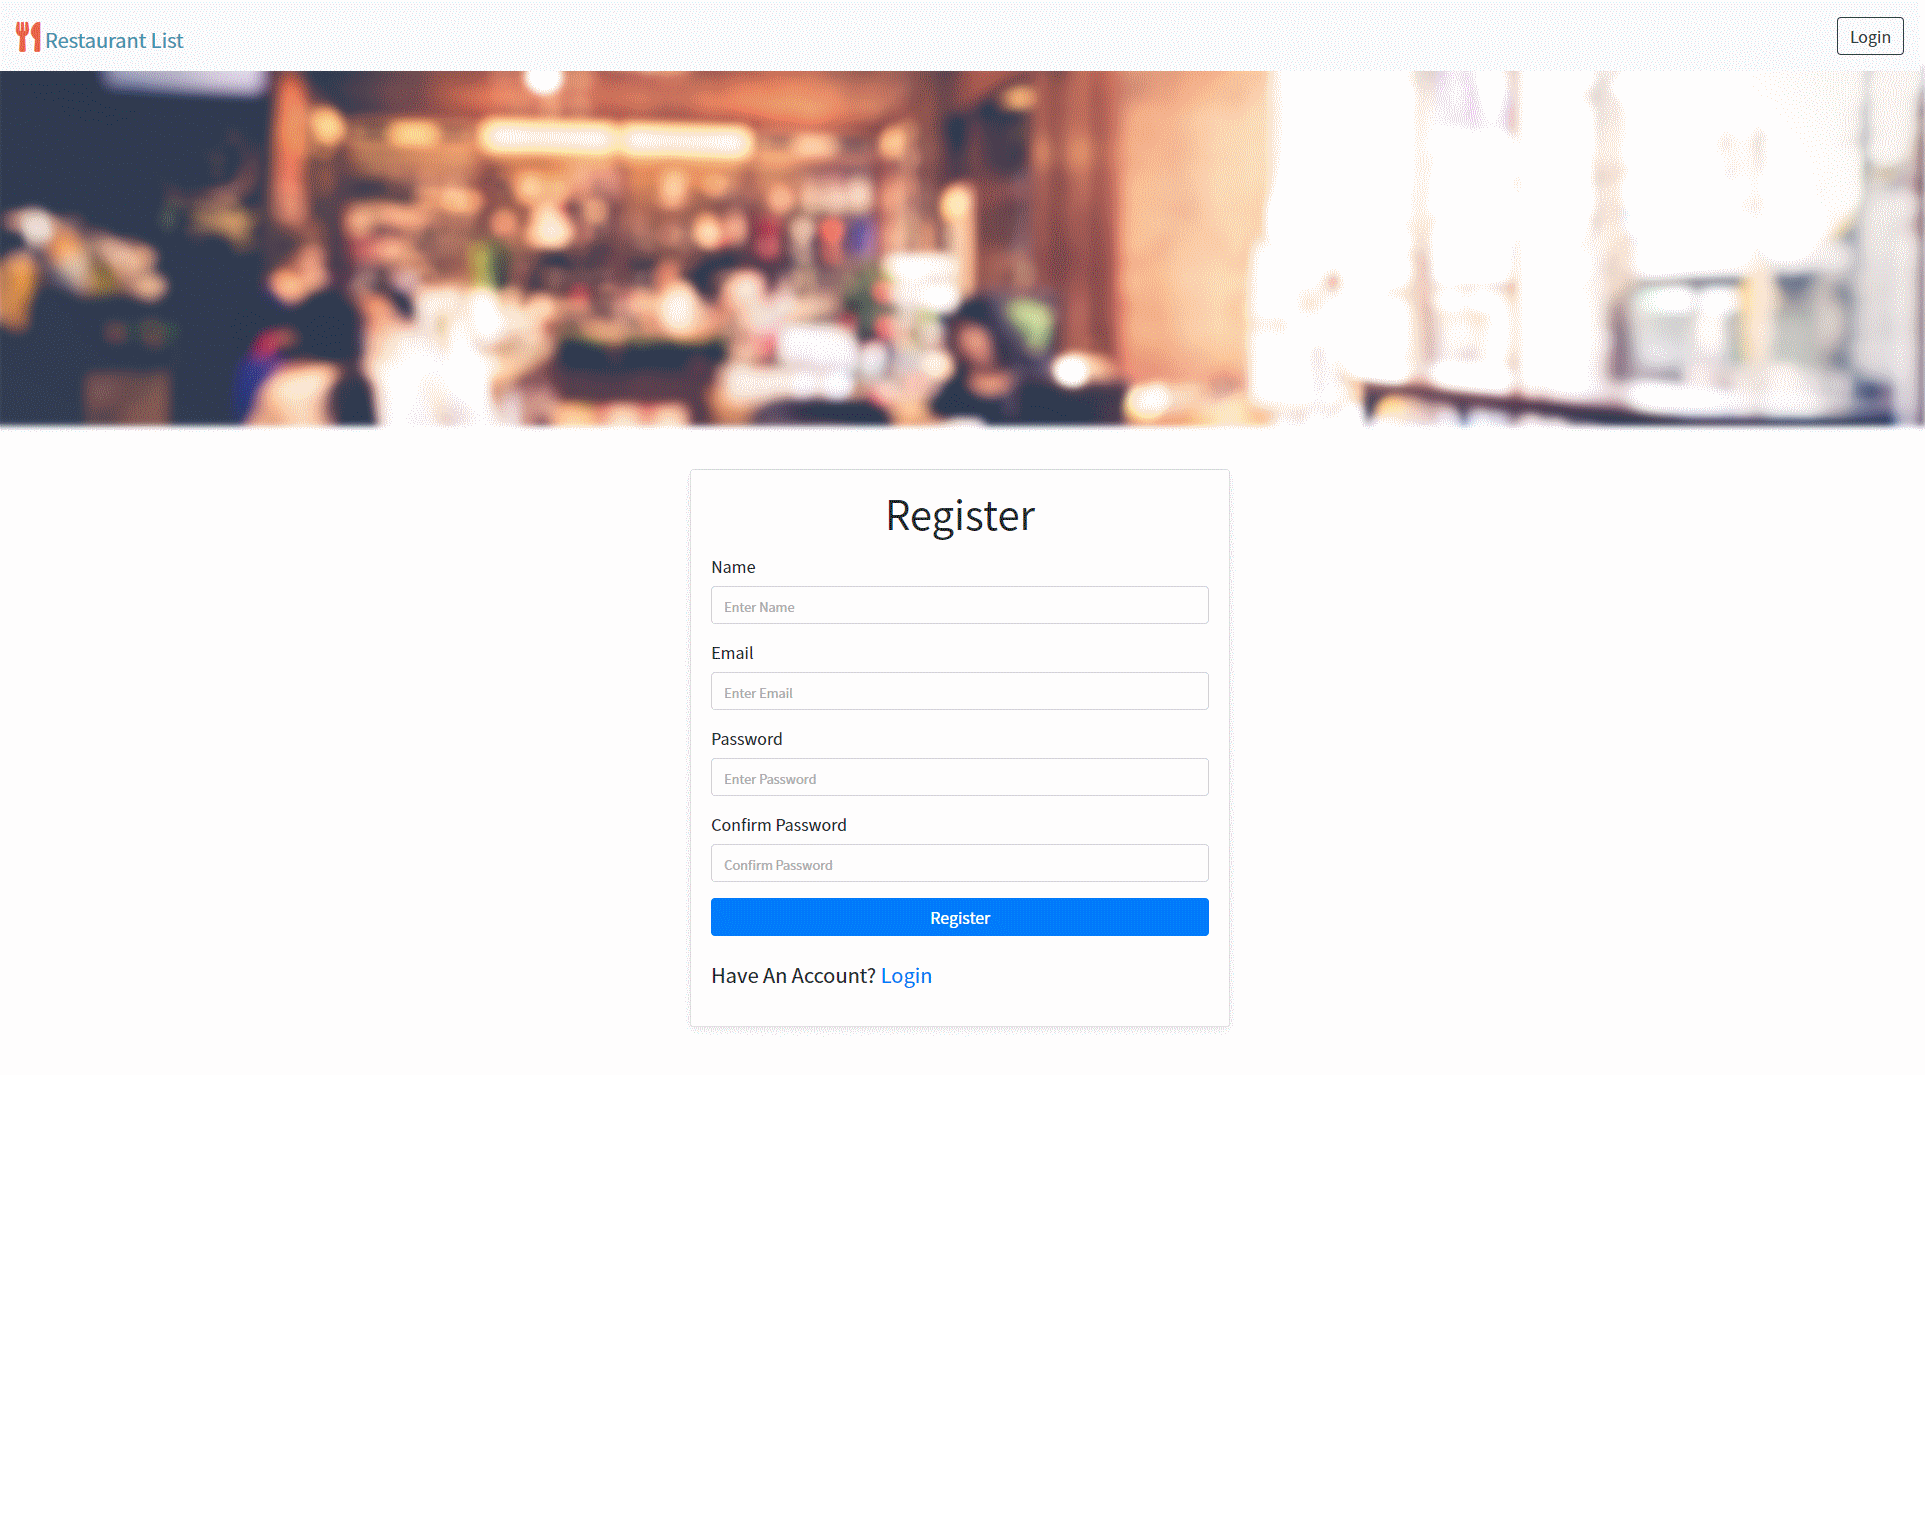 Restaurant List
Login
Register
Name
Enter Name
Email
Enter Email
Password
Enter Password
Confirm Password
Confirm Password
Register
Have An Account? Login